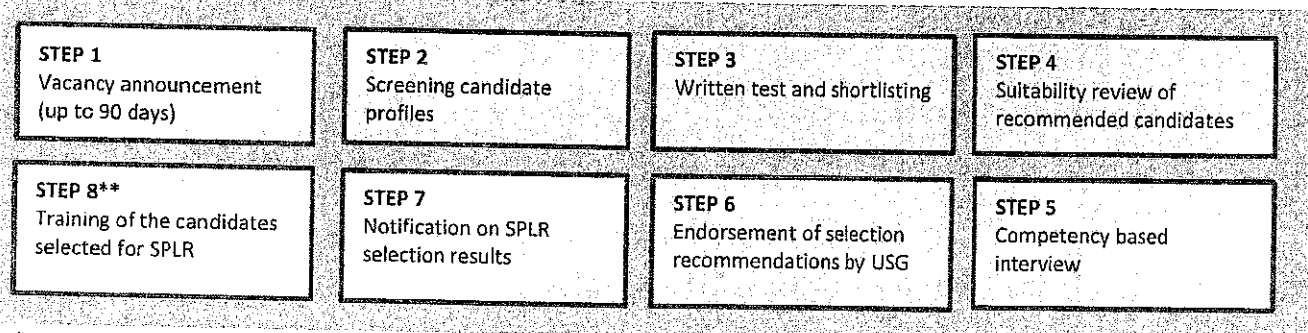 STEP 1
Vacancy announcement
(up to 90 days)
STEP 2
Screening candidate
profiles
STEP 3
Written test and shortlisting
STEP 4
Suitability review of
recommended candidates
STEP 8**
Training of the candidates
selected for SPLR
STEP 7
Notification on SPLR
selection results
STEP 6
Endorsement of selection
recommendations by USG
STEP 5
Competency based
interview